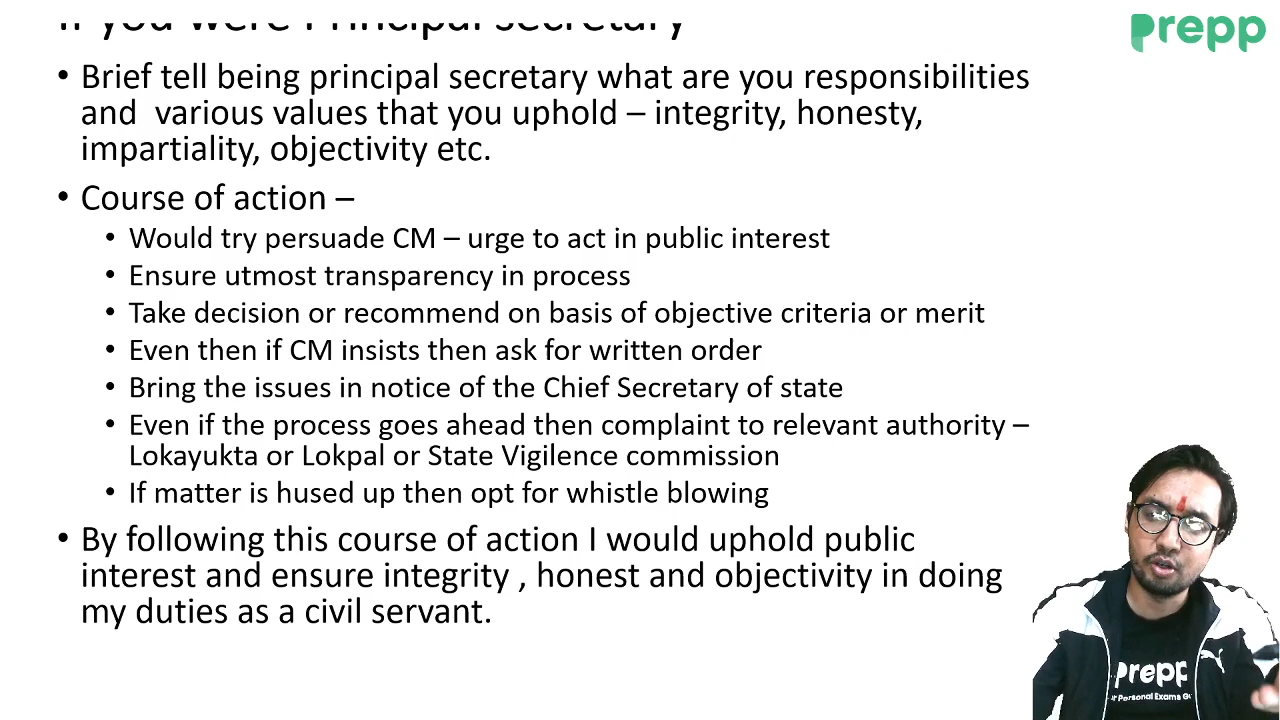 If you were Principal Secretary
prepp
• Brief tell being principal secretary what are you responsibilities
and  various values that you uphold – integrity, honesty,
impartiality, objectivity etc.
• Course of action –
• Would try persuade CM – urge to act in public interest
• Ensure utmost transparency in process
• Take decision or recommend on basis of objective criteria or merit
• Even then if CM insists then ask for written order
• Bring the issues in notice of the Chief Secretary of state
• Even if the process goes ahead then complaint to relevant authority –
Lokayukta or Lokpal or State Vigilence commission
• If matter is hused up then opt for whistle blowing
• By following this course of action I would uphold public
interest and ensure integrity , honest and objectivity in doing
my duties as a civil servant.
prepp
Personal Exams